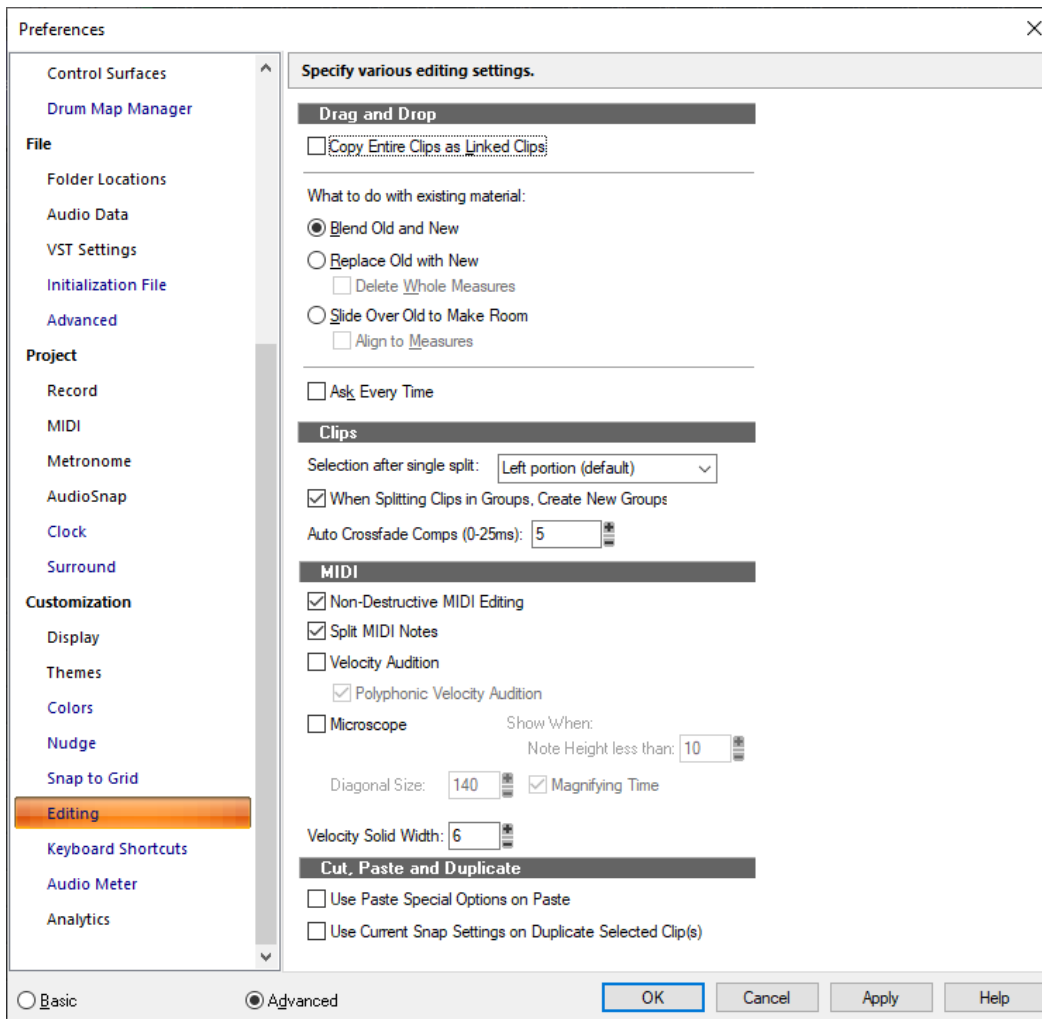 Preferences
Control Surfaces
Drum Map Manager
File
Folder Locations
Audio Data
VST Settings
Initialization File
Advanced
Project
Record
MIDI
Metronome
AudioSnap
Clock
Surround
Customization
Display
Themes
Colors
Nudge
Snap to Grid
Editing
Keyboard Shortcuts
Audio Meter
Analytics
Specify various editing settings.
Drag and Drop
Copy Entire Clips as Linked Clips
What to do with existing material:
Blend Old and New
Replace Old with New
Delete Whole Measures
Slide Over Old to Make Room
Align to Measures
Ask Every Time
Clips
Selection after single split: Left portion (default)
When Splitting Clips in Groups, Create New Groups
Auto Crossfade Comps (0-25ms): 5
MIDI
Non-Destructive MIDI Editing
Split MIDI Notes
Velocity Audition
Polyphonic Velocity Audition
Microscope Show When:
Note Height less than: 10
Diagonal Size: 140 Magnifying Time
Velocity Solid Width: 6
Cut, Paste and Duplicate
Use Paste Special Options on Paste
Use Current Snap Settings on Duplicate Selected Clip(s)
Basic Advanced OK Cancel Apply Help